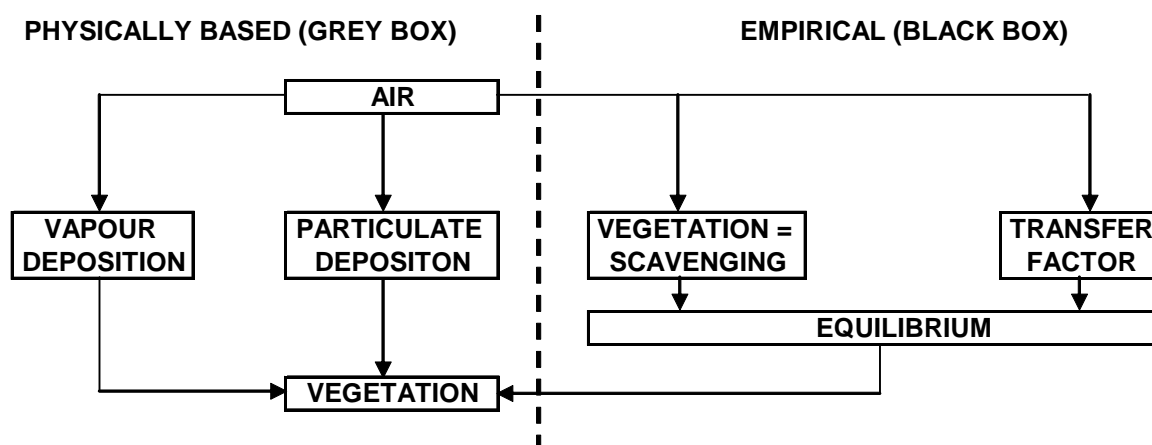 PHYSICALLY BASED (GREY BOX)
EMPIRICAL (BLACK BOX)
AIR
VAPOUR
DEPOSITION
PARTICULATE
DEPOSITON
VEGETATION =
SCAVENGING
TRANSFER
FACTOR
EQUILIBRIUM
VEGETATION